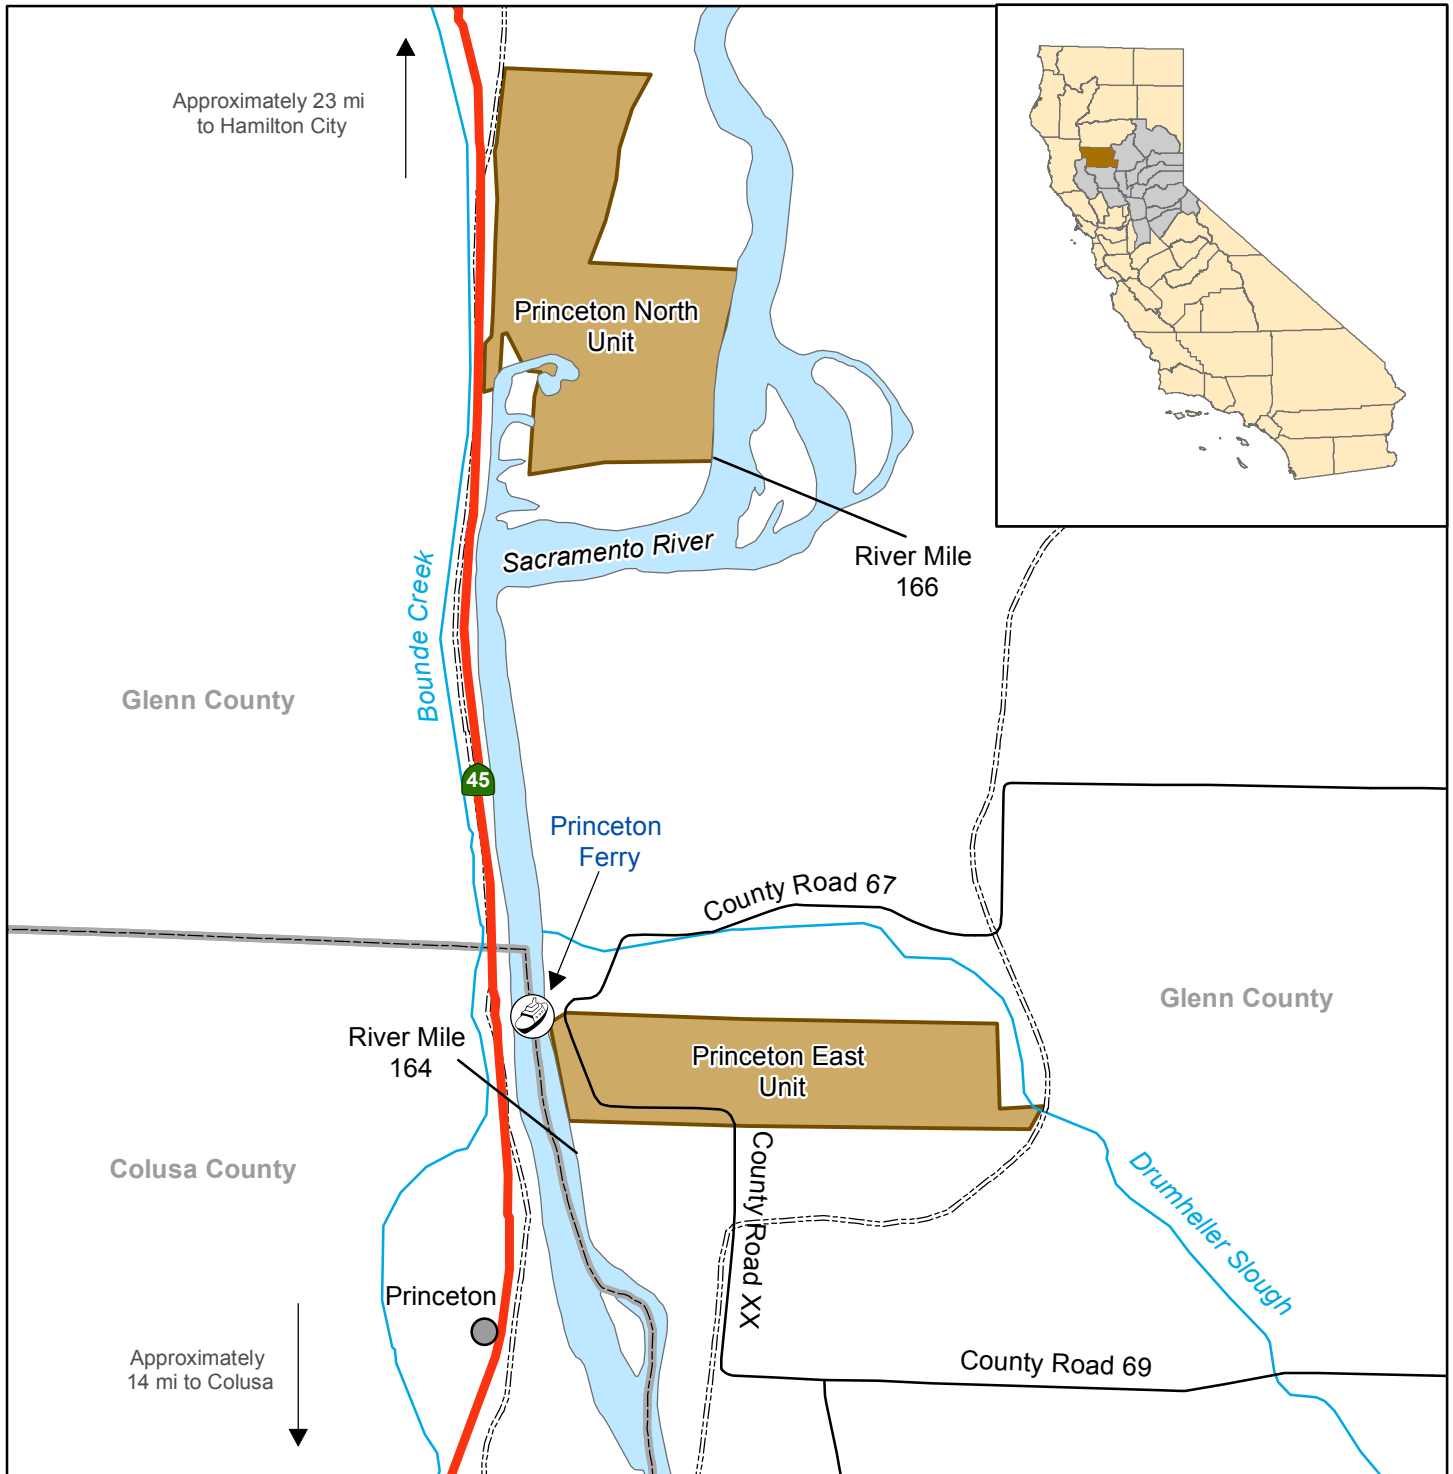 Approximately 23 mi
to Hamilton City
Princeton North
Unit
Sacramento River
River Mile
166
Bounde Creek
Glenn County
45
Princeton
Ferry
County Road 67
Glenn County
River Mile
164
Princeton East
Unit
County Road XX
Colusa County
Drumheller Slough
Princeton
Approximately
14 mi to Colusa
County Road 69